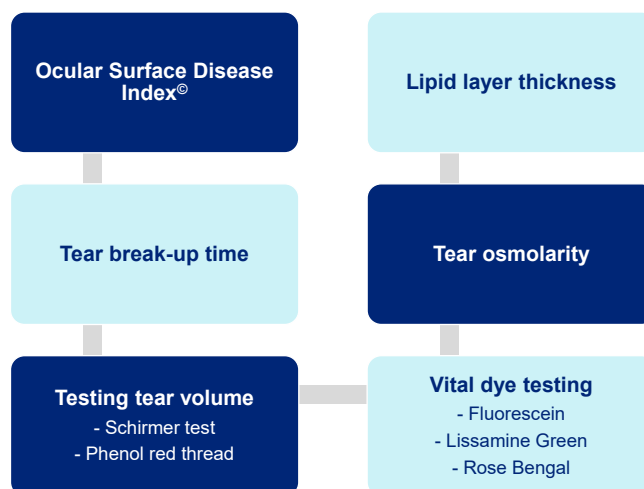 Ocular Surface Disease
Index©
Tear break-up time
Testing tear volume
- Schirmer test
- Phenol red thread
Vital dye testing
- Fluorescein
- Lissamine Green
- Rose Bengal
Tear osmolarity
Lipid layer thickness